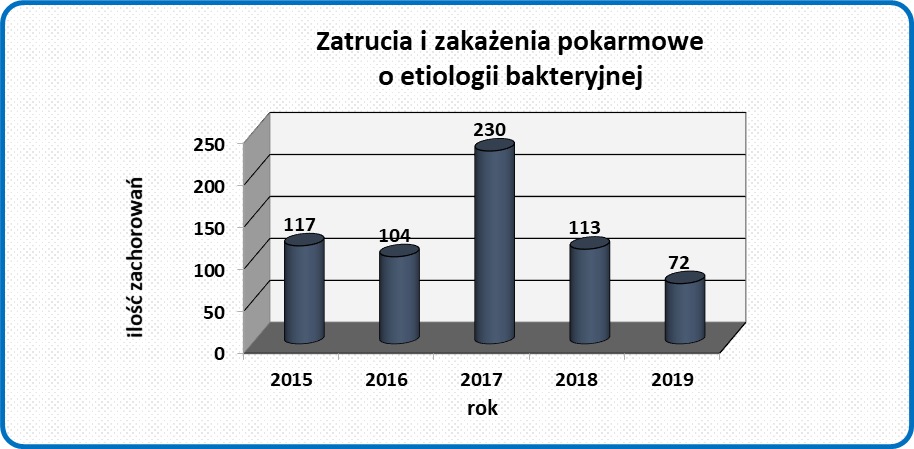 Zatrucia i zakażenia pokarmowe
o etiologii bakteryjnej
ilość zachorowań
250
200
150
100
50
0
117
104
230
113
72
2015 2016 2017 2018 2019
rok